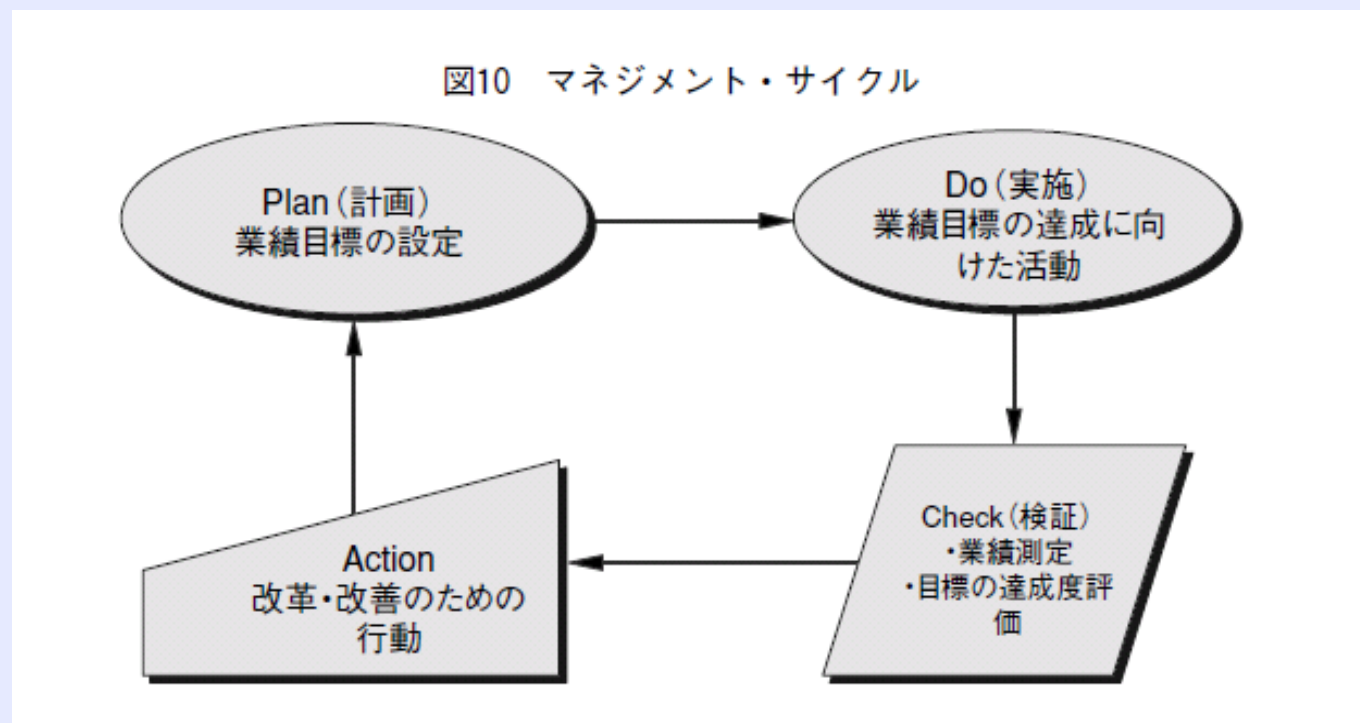 図10　マネジメント・サイクル
Plan（計画）
業績目標の設定
Do（実施）
業績目標の達成に向
けた活動
Check（検証）
・業績測定
・目標の達成度評
価
Action
改革・改善のための
行動